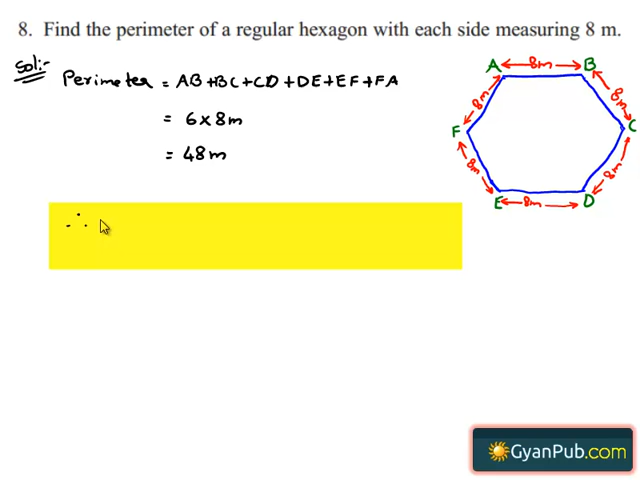 8. Find the perimeter of a regular hexagon with each side measuring 8 m.
Sol:-
Perimeter = AB+BC+CD+DE+EF+FA
= 6 x 8m
= 48m
∴
A 8m B
8m
C
8m
D
8m
E
8m
F
8m
GyanPub.com